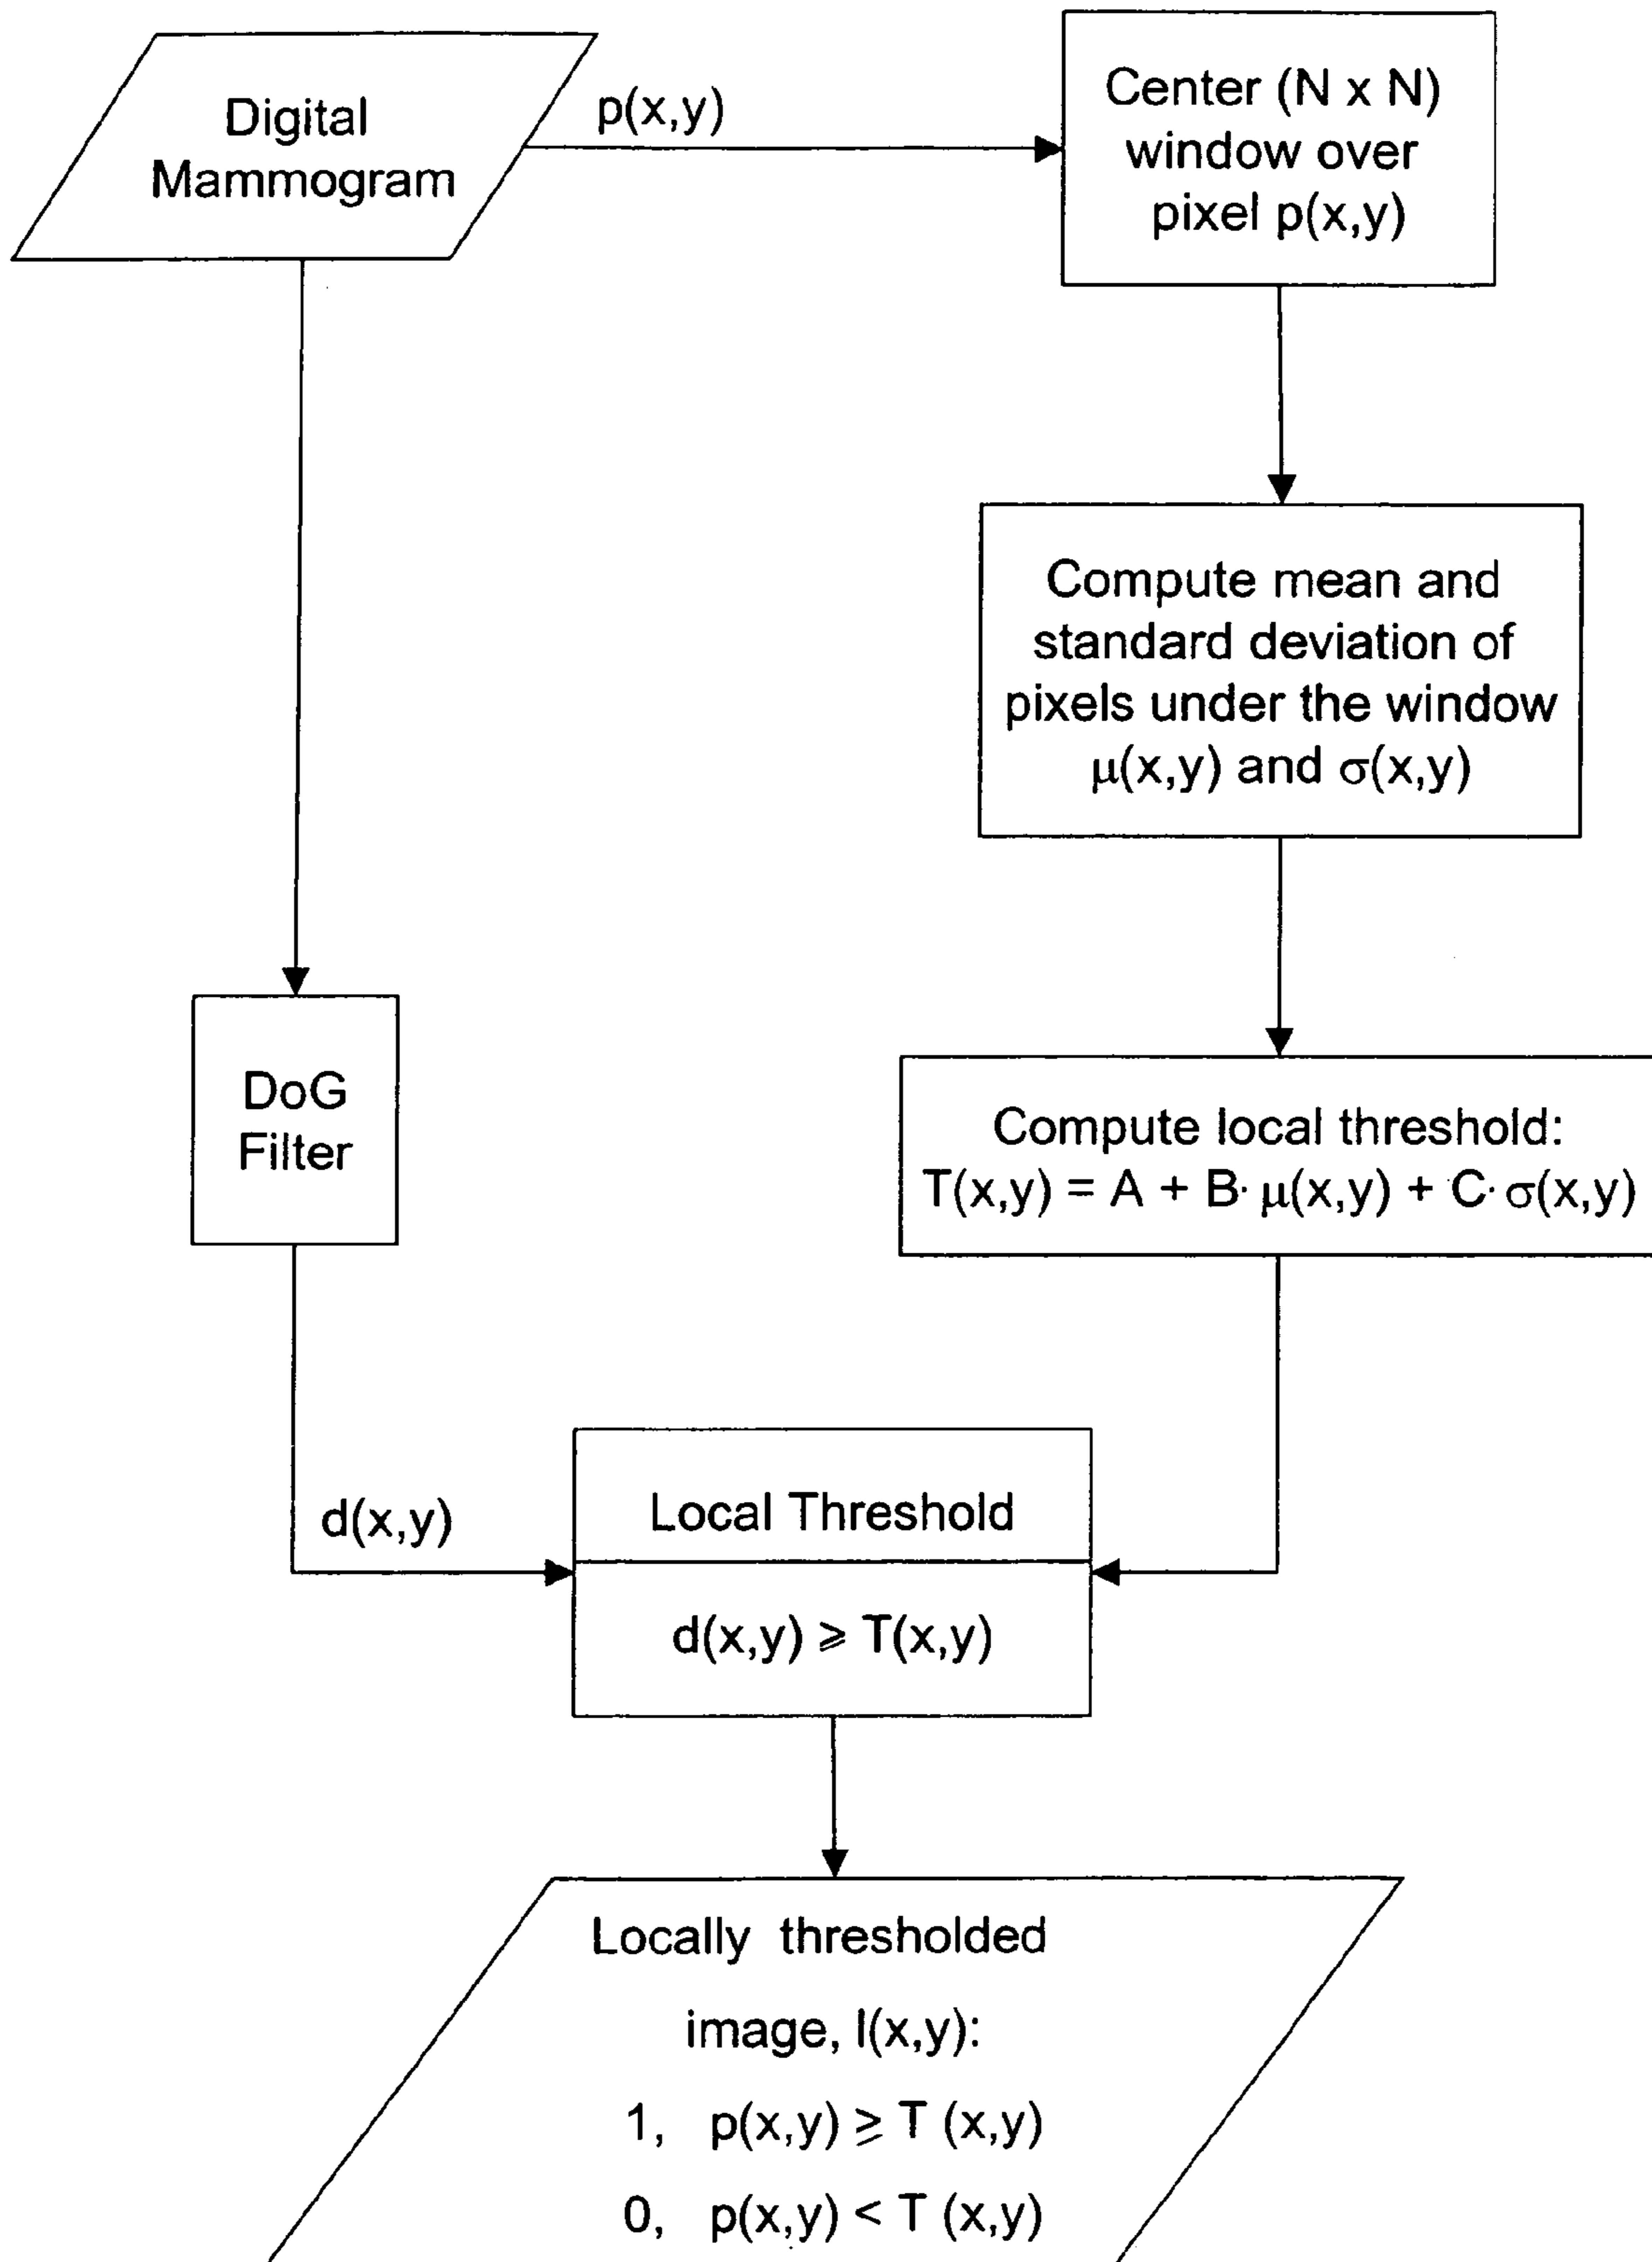 Digital
Mammogram
p(x,y)
Center (N x N)
window over
pixel p(x,y)
Compute mean and
standard deviation of
pixels under the window
μ(x,y) and σ(x,y)
DoG
Filter
Compute local threshold:
T(x,y) = A + B· μ(x,y) + C· σ(x,y)
d(x,y)
Local Threshold
d(x,y) ⩾ T(x,y)
Locally thresholded
image, I(x,y):
1, p(x,y) ⩾ T (x,y)
0, p(x,y) < T (x,y)